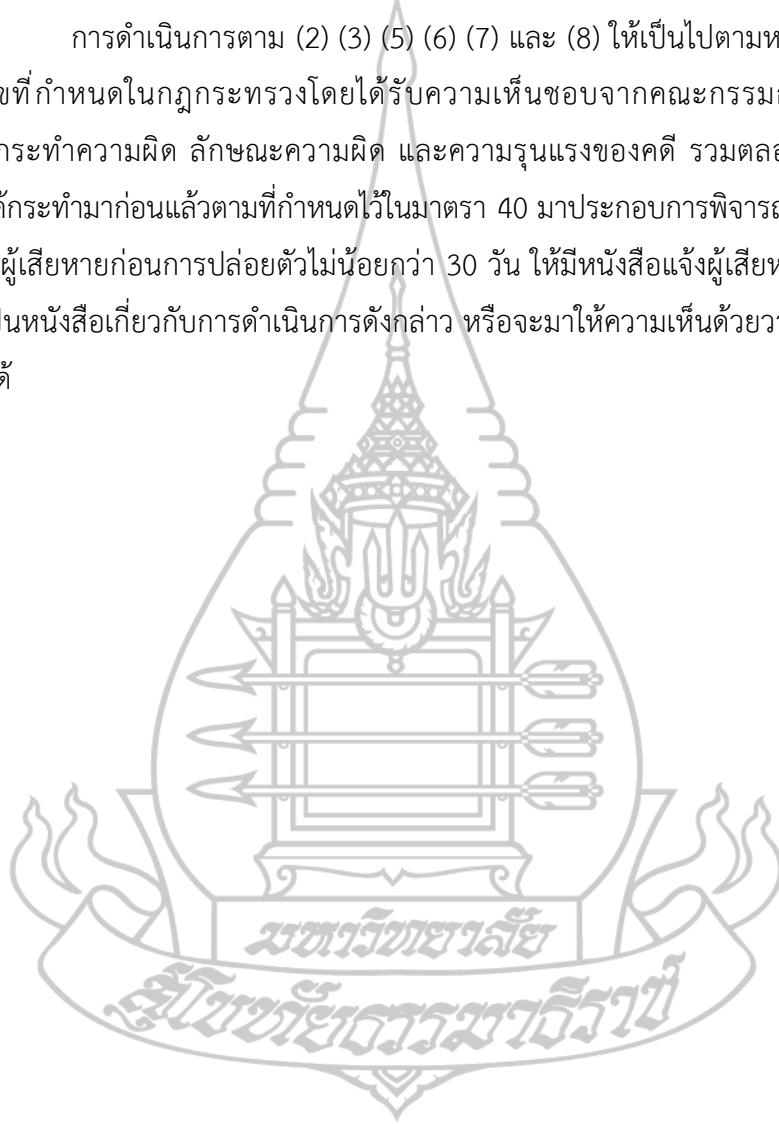 การดำเนินการตาม (2) (3) (5) (6) (7) และ (8) ให้เป็นไปตามห
ขที่กำหนดในกฎกระทรวงโดยได้รับความเห็นชอบจากคณะกรรมก
กระทำความผิด ลักษณะความผิด และความรุนแรงของคดี รวมตลอ
ด้กระทำมาก่อนแล้วตามที่กำหนดไว้ในมาตรา 40 มาประกอบการพิจารณ
ผู้เสียหายก่อนการปล่อยตัวไม่น้อยกว่า 30 วัน ให้มีหนังสือแจ้งผู้เสียห
ป็นหนังสือเกี่ยวกับการดำเนินการดังกล่าว หรือจะมาให้ความเห็นด้วยวา
ด้
มหาวิทยาลัย
สุโขทัยธรรมาธิราช